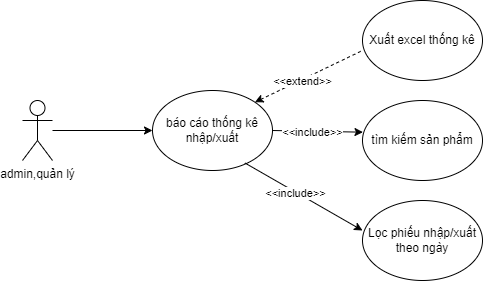 Xuất excel thống kê
<<extend>>
báo cáo thống kê
nhập/xuất
<<include>>
tìm kiếm sản phẩm
admin,quản lý
<<include>>
Lọc phiếu nhập/xuất
theo ngày